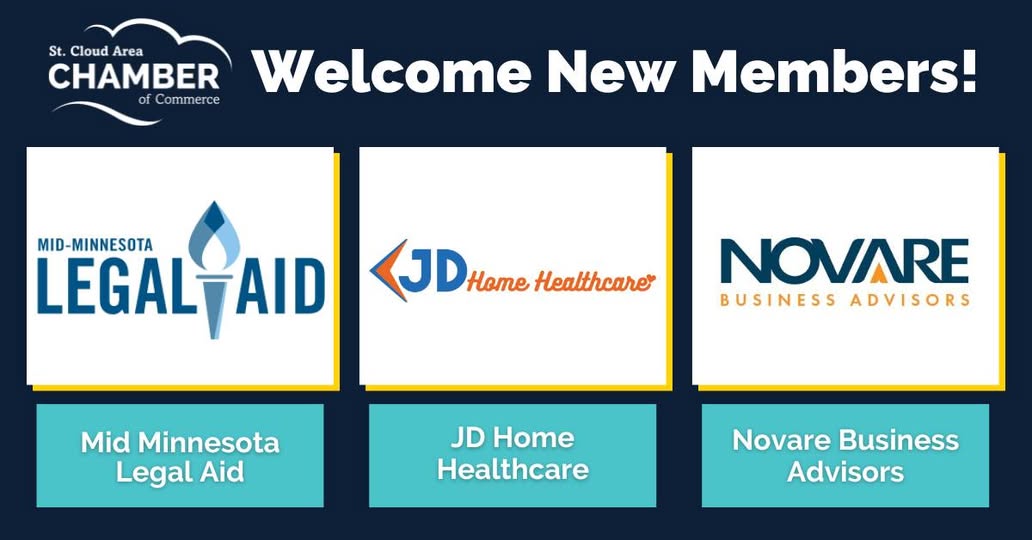 St. Cloud Area
CHAMBER
of Commerce
Welcome New Members!
MID-MINNESOTA
LEGAL AID
JD Home Healthcare
NOVARE
BUSINESS ADVISORS
Mid Minnesota
Legal Aid
JD Home
Healthcare
Novare Business
Advisors